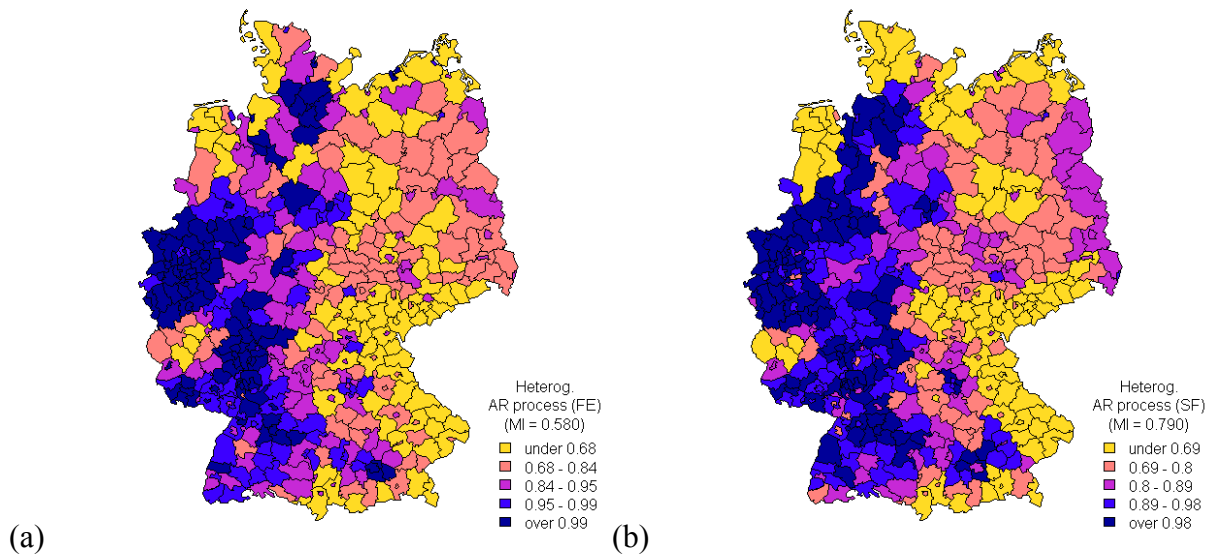 Heterog.
AR process (FE)
(MI = 0.580)
under 0.68
0.68 - 0.84
0.84 - 0.95
0.95 - 0.99
over 0.99
(a)
Heterog.
AR process (SF)
(MI = 0.790)
under 0.69
0.69 - 0.8
0.8 - 0.89
0.89 - 0.98
over 0.98
(b)